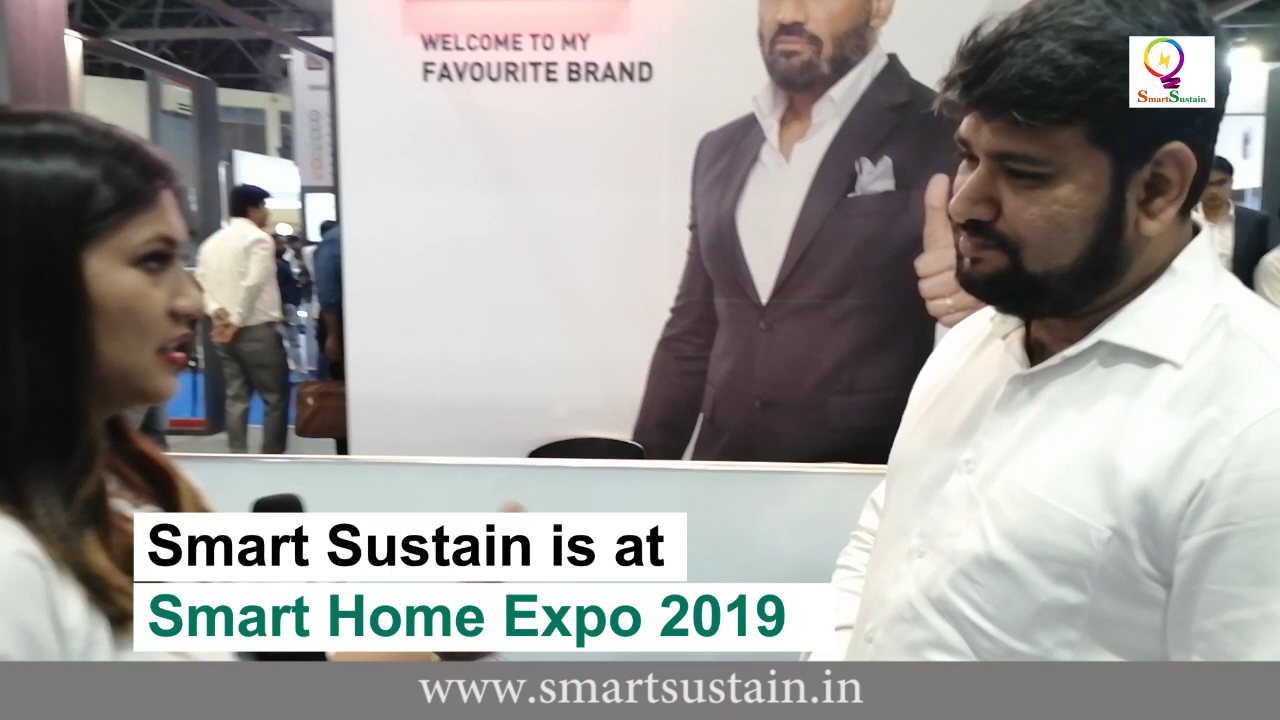 WELCOME TO MY
FAVOURITE BRAND
SmartSustain
Smart Sustain is at
Smart Home Expo 2019
www.smartsustain.in